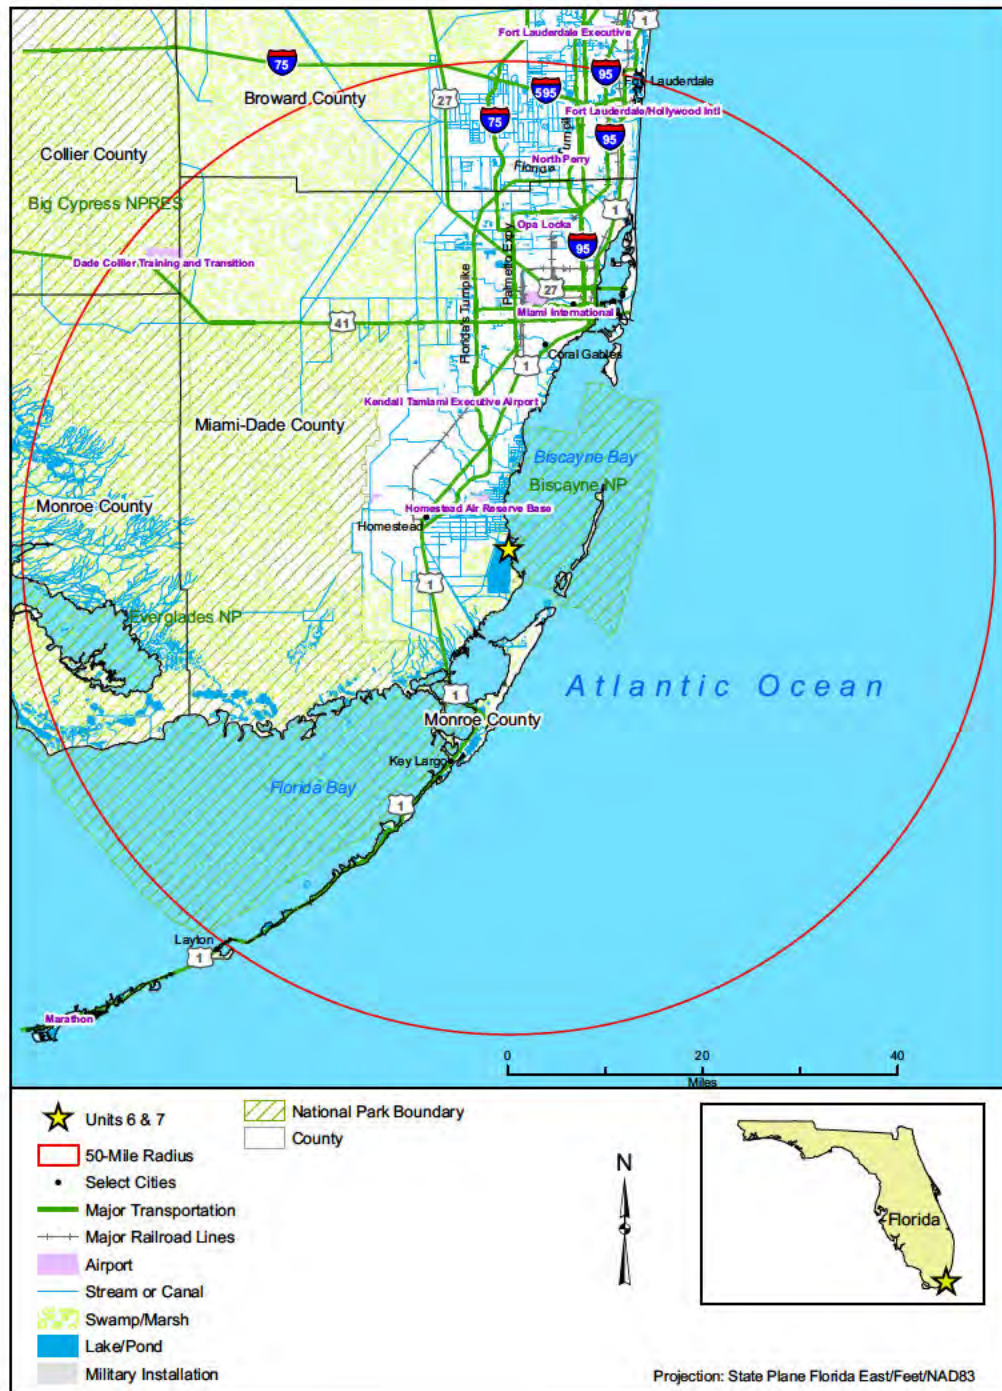 1
Fort Lauderdale Executive
75
95
Fort Lauderdale
595
Broward County
27
Fort Lauderdale/Hollywood Intl
75
95
Collier County
North Perry
Florida's Turnpike
Big Cypress NPRES
1
Opa Locka
95
Dade Collier Training and Transition
Palmetto Expy
27
Florida's Turnpike
Miami International
41
Coral Gables
1
Kendall Tamiami Executive Airport
Miami-Dade County
Biscayne Bay
Biscayne NP
Monroe County
Homestead Air Reserve Base
Homestead
1
Everglades NP
Atlantic Ocean
1
Monroe County
Key Largo
Florida Bay
1
Layton
1
Marathon
0 20 40
Miles
Units 6 & 7
50-Mile Radius
Select Cities
Major Transportation
Major Railroad Lines
Airport
Stream or Canal
Swamp/Marsh
Lake/Pond
Military Installation
National Park Boundary
County
N
Florida
Projection: State Plane Florida East/Feet/NAD83